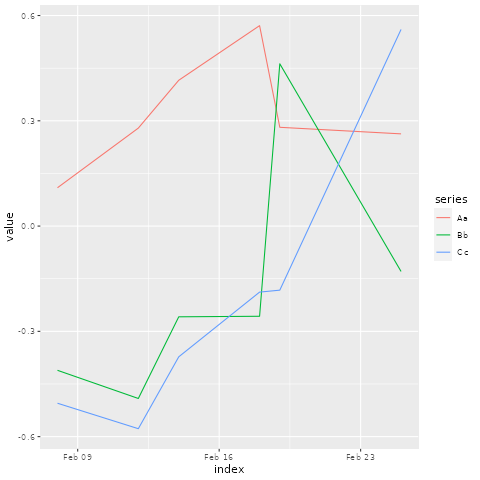 0.6
0.3
0.0
-0.3
-0.6
value
Feb 09
Feb 16
Feb 23
index
series
Aa
Bb
Cc